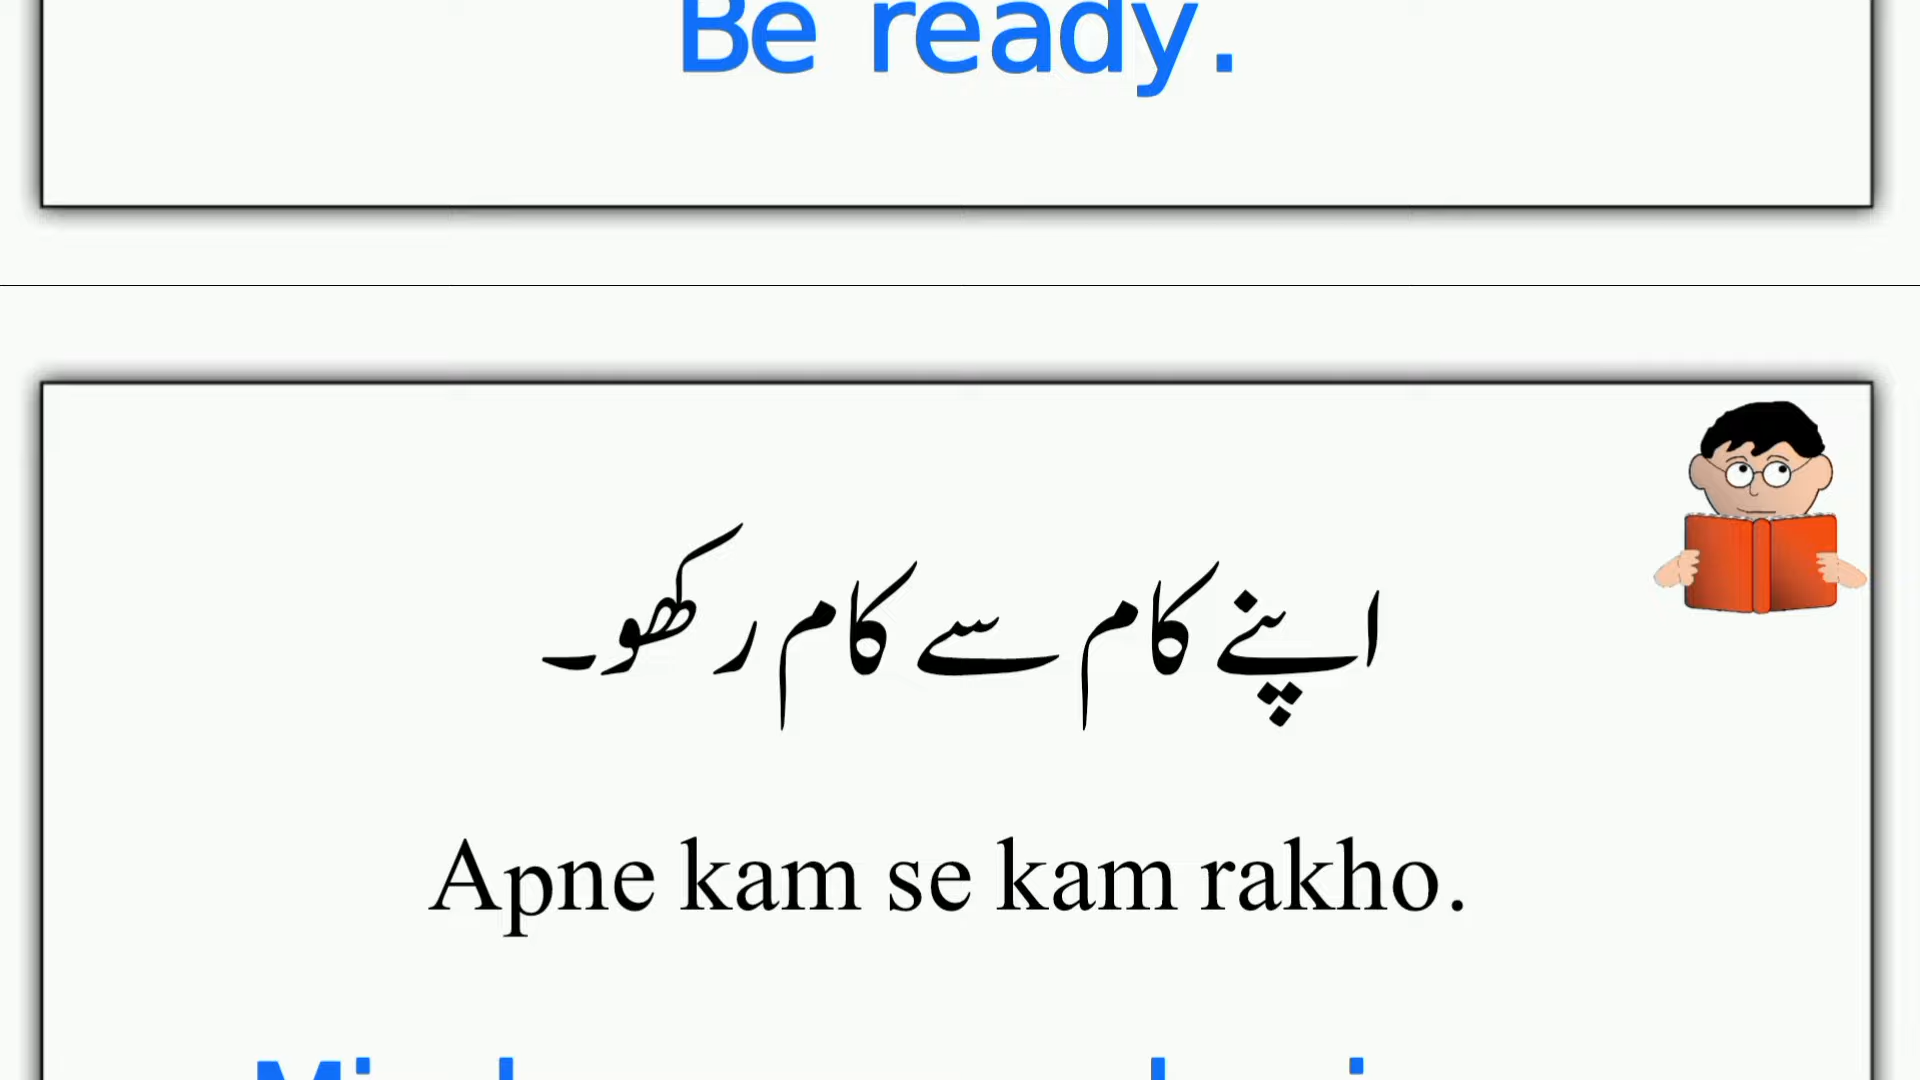 Be ready.
اپنے کام سے کام رکھو۔
Apne kam se kam rakho.